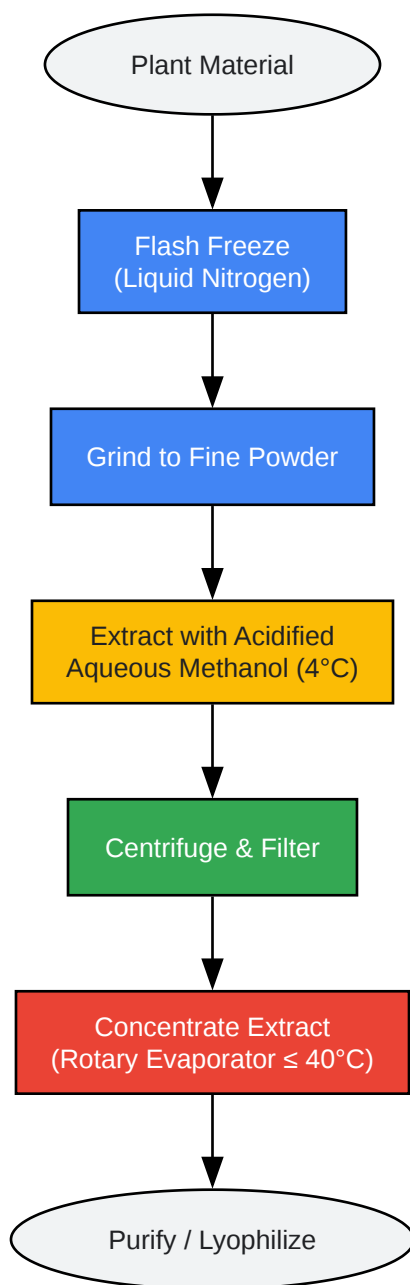 Plant Material
Flash Freeze
(Liquid Nitrogen)
Grind to Fine Powder
Extract with Acidified
Aqueous Methanol (4°C)
Centrifuge & Filter
Concentrate Extract
(Rotary Evaporator ≤ 40°C)
Purify / Lyophilize